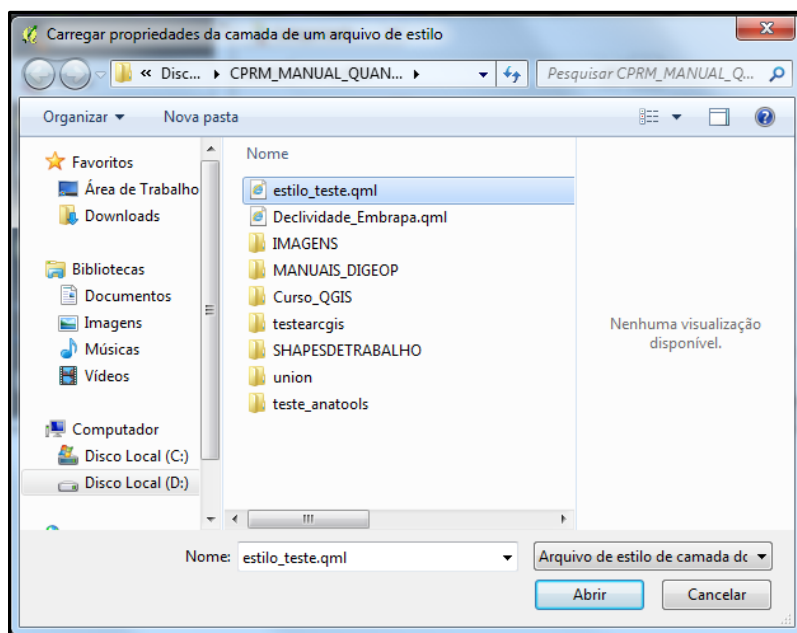 Carregar propriedades da camada de um arquivo de estilo
« Disc... CPRM_MANUAL_QUAN...
Pesquisar CPRM_MANUAL_Q...
Organizar
Nova pasta
Favoritos
Área de Trabalho
Downloads
Bibliotecas
Documentos
Imagens
Músicas
Vídeos
Computador
Disco Local (C:)
Disco Local (D:)
Nome
estilo_teste.qml
Declividade_Embrapa.qml
IMAGENS
MANUAIS_DIGEOP
Curso_QGIS
testearcgis
SHAPESDETRABALHO
union
teste_anatools
Nenhuma visualização
disponível.
Nome: estilo_teste.qml
Arquivo de estilo de camada dc
Abrir
Cancelar